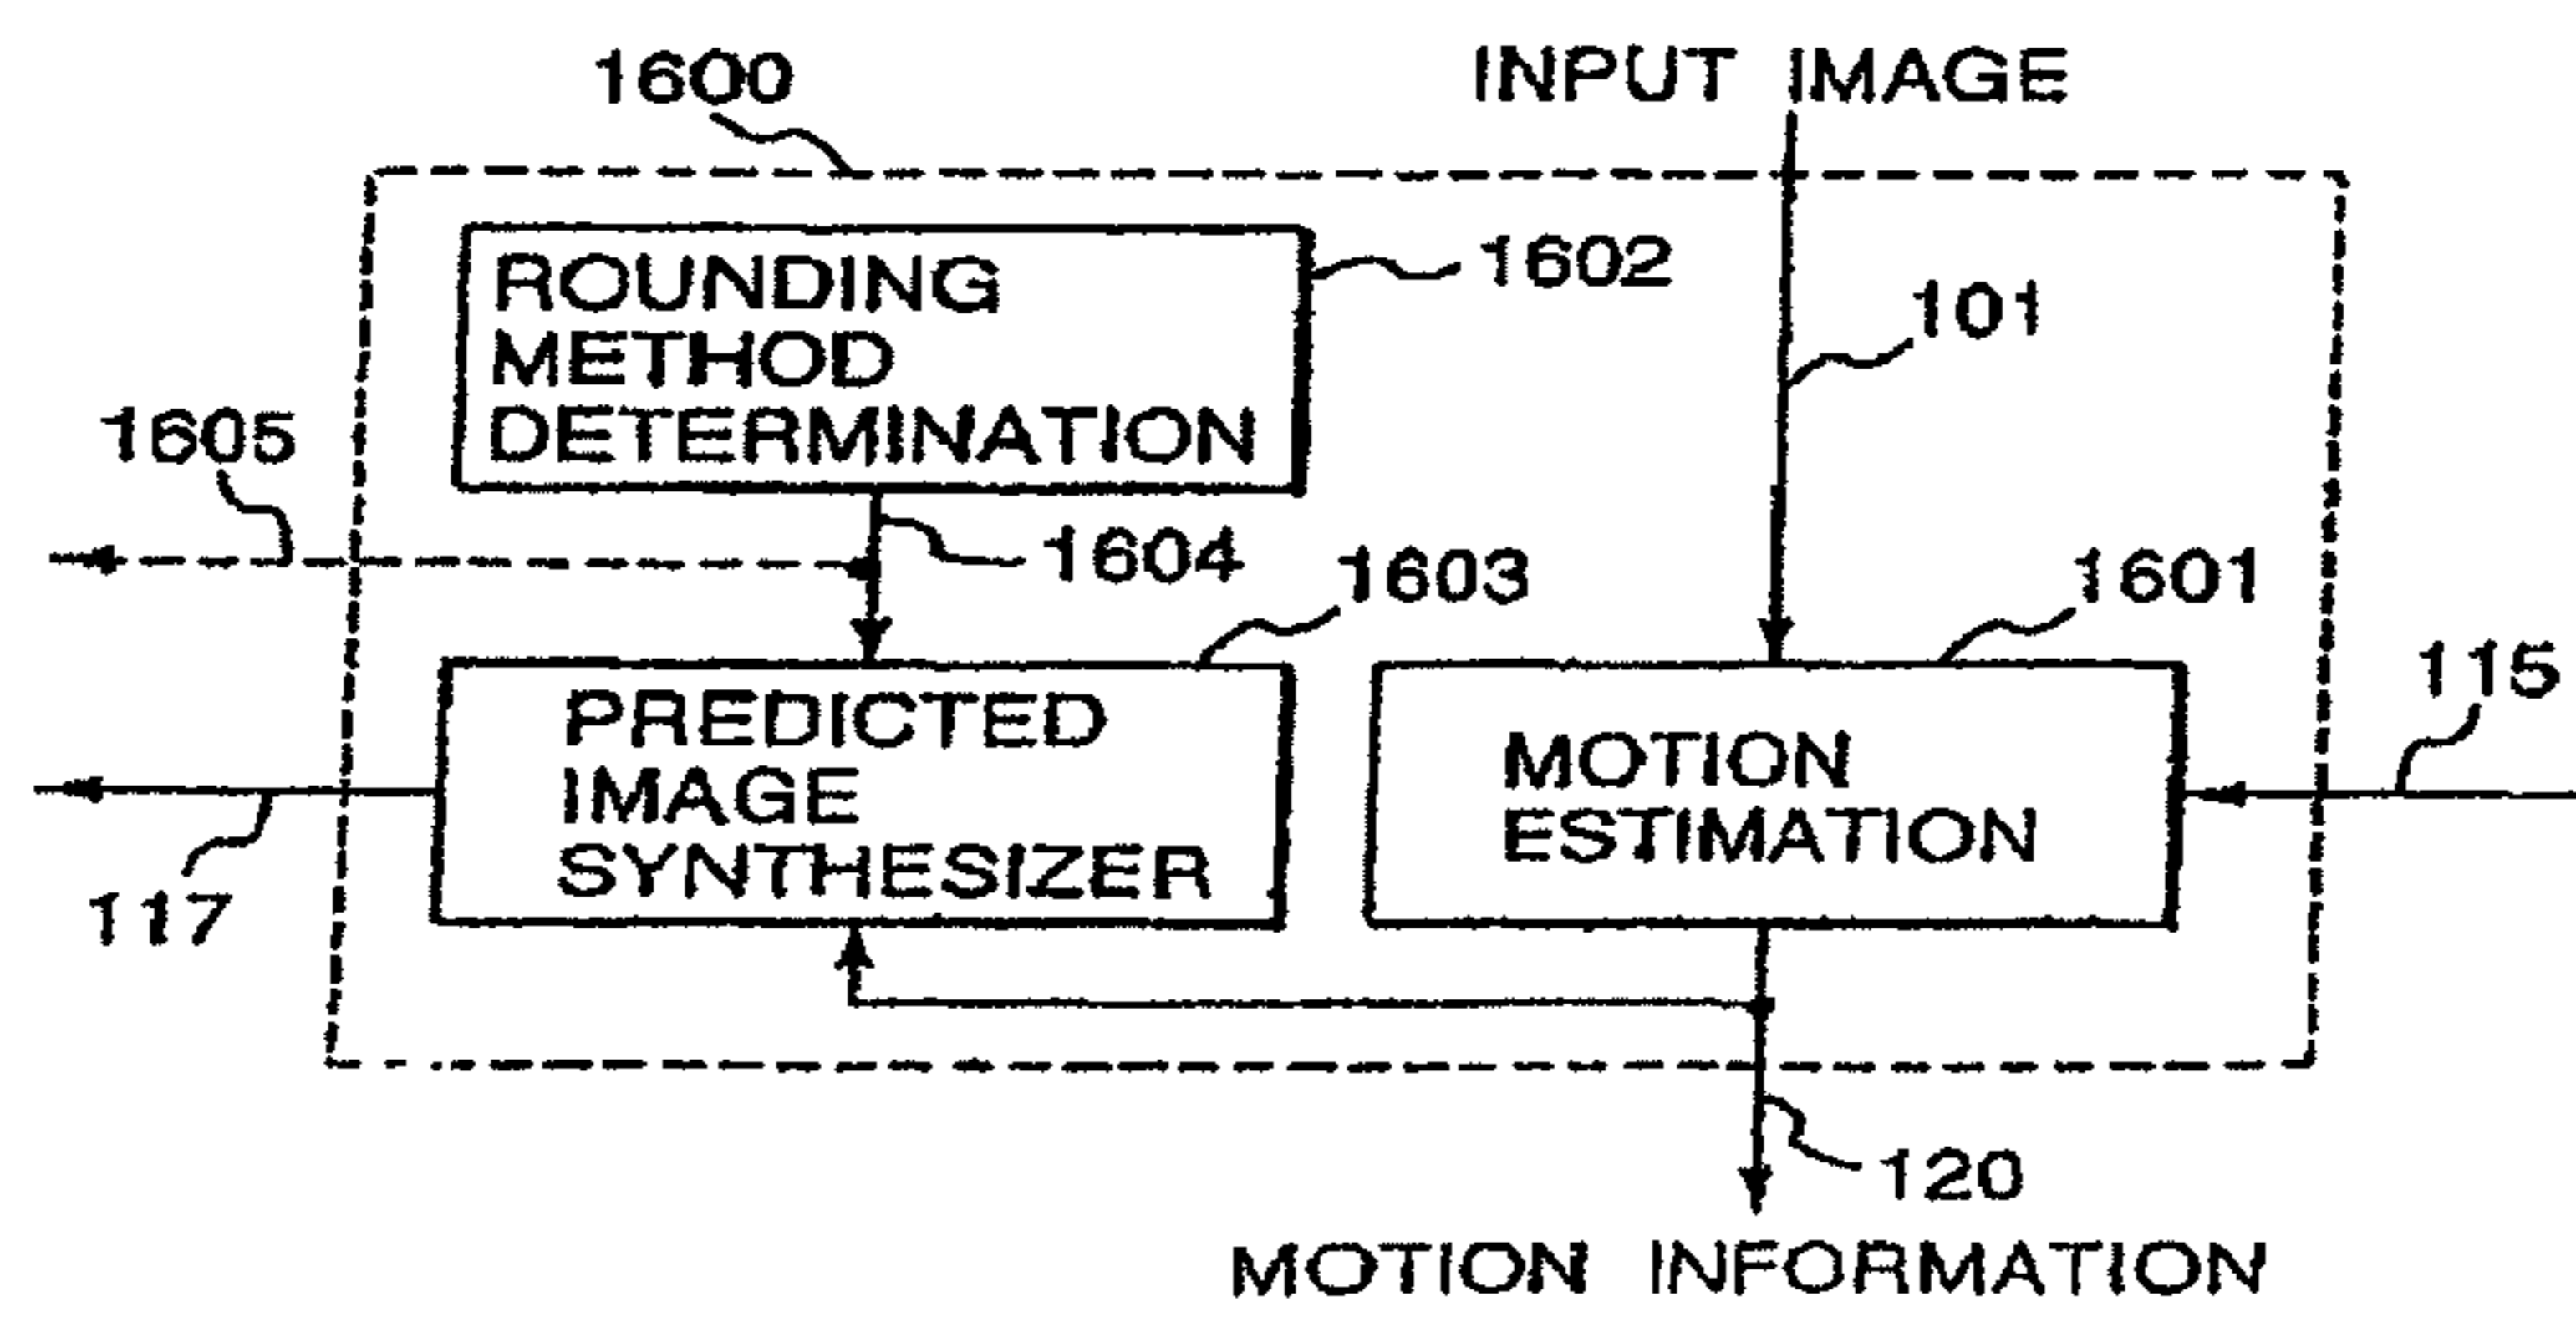 1600
INPUT IMAGE
ROUNDING
METHOD
DETERMINATION
1602
101
1605
1604
1603
1601
115
PREDICTED
IMAGE
SYNTHESIZER
MOTION
ESTIMATION
117
120
MOTION INFORMATION